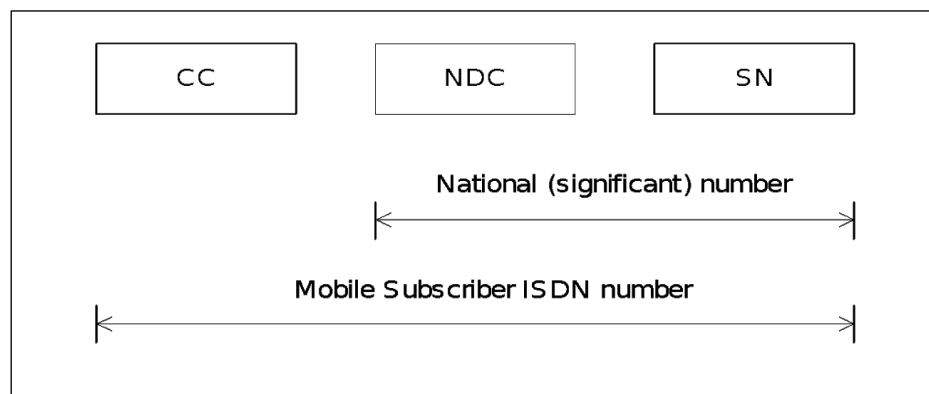 CC NDC SN
National (significant) number
Mobile Subscriber ISDN number